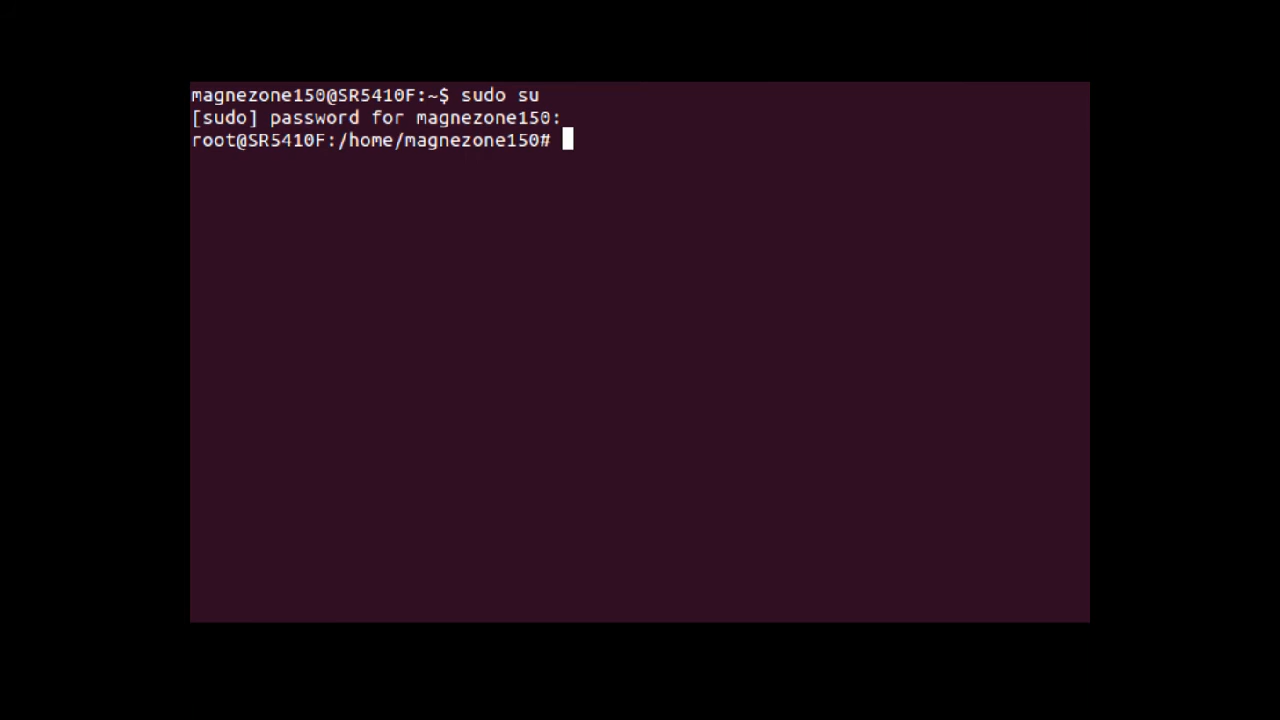 magnezone150@SR5410F:~$ sudo su
[sudo] password for magnezone150:
root@SR5410F:/home/magnezone150#